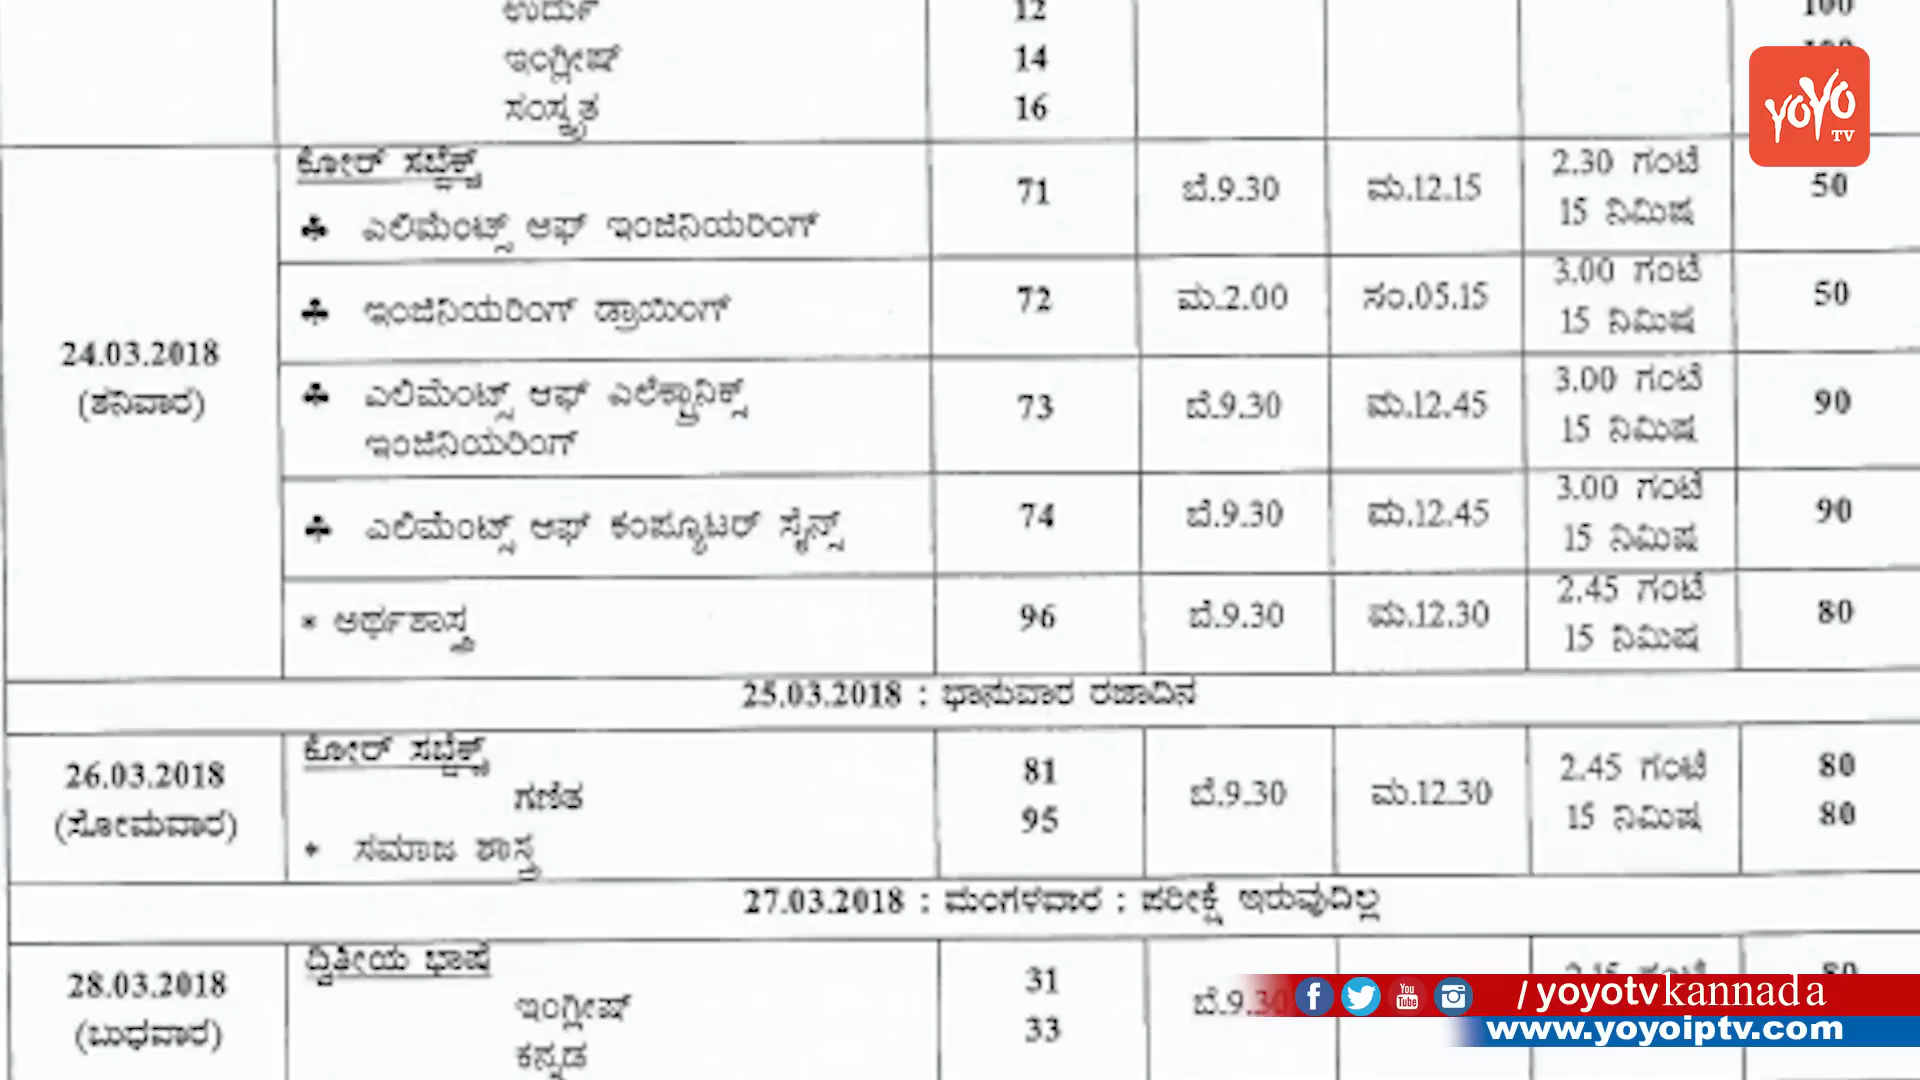 ಉರ್ದು 12 100
ಇಂಗ್ಲೀಷ್ 14
ಸಂಸ್ಕೃತ 16
YOYO TV
ಕೋರ್ ಸಬ್ಜೆಕ್ಟ್
♣ ಎಲಿಮೆಂಟ್ಸ್ ಆಫ್ ಇಂಜಿನಿಯರಿಂಗ್ 71 ಬೆ.9.30 ಮ.12.15 2.30 ಗಂಟೆ 50
15 ನಿಮಿಷ
♣ ಇಂಜಿನಿಯರಿಂಗ್ ಡ್ರಾಯಿಂಗ್ 72 ಮ.2.00 ಸಂ.05.15 3.00 ಗಂಟೆ 50
15 ನಿಮಿಷ
24.03.2018
(ಶನಿವಾರ)
♣ ಎಲಿಮೆಂಟ್ಸ್ ಆಫ್ ಎಲೆಕ್ಟ್ರಾನಿಕ್ಸ್ 73 ಬೆ.9.30 ಮ.12.45 3.00 ಗಂಟೆ 90
ಇಂಜಿನಿಯರಿಂಗ್ 15 ನಿಮಿಷ
♣ ಎಲಿಮೆಂಟ್ಸ್ ಆಫ್ ಕಂಪ್ಯೂಟರ್ ಸೈನ್ಸ್ 74 ಬೆ.9.30 ಮ.12.45 3.00 ಗಂಟೆ 90
15 ನಿಮಿಷ
* ಅರ್ಥಶಾಸ್ತ್ರ 96 ಬೆ.9.30 ಮ.12.30 2.45 ಗಂಟೆ 80
15 ನಿಮಿಷ
25.03.2018 : ಭಾನುವಾರ ರಜಾದಿನ
ಕೋರ್ ಸಬ್ಜೆಕ್ಟ್
26.03.2018 ಗಣಿತ 81 ಬೆ.9.30 ಮ.12.30 2.45 ಗಂಟೆ 80
(ಸೋಮವಾರ) + ಸಮಾಜ ಶಾಸ್ತ್ರ 95 15 ನಿಮಿಷ 80
27.03.2018 : ಮಂಗಳವಾರ : ಪರೀಕ್ಷೆ ಇರುವುದಿಲ್ಲ
ದ್ವಿತೀಯ ಭಾಷೆ
28.03.2018 ಇಂಗ್ಲೀಷ್ 31 ಬೆ.9.30
(ಬುಧವಾರ) ಕನ್ನಡ 33
/yoyotvkannada
www.yoyoiptv.com